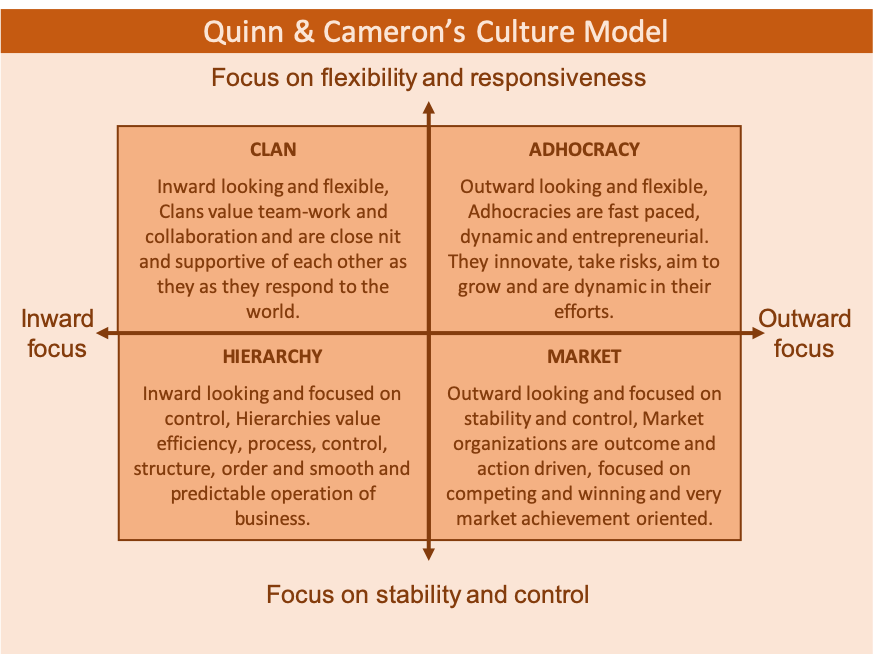 Quinn & Cameron's Culture Model
Focus on flexibility and responsiveness
CLAN
Inward looking and flexible,
Clans value team-work and
collaboration and are close nit
and supportive of each other as
they as they respond to the
world.
ADHOCRACY
Outward looking and flexible,
Adhocracies are fast paced,
dynamic and entrepreneurial.
They innovate, take risks, aim to
grow and are dynamic in their
efforts.
Inward
focus
Outward
focus
HIERARCHY
Inward looking and focused on
control, Hierarchies value
efficiency, process, control,
structure, order and smooth and
predictable operation of
business.
MARKET
Outward looking and focused on
stability and control, Market
organizations are outcome and
action driven, focused on
competing and winning and very
market achievement oriented.
Focus on stability and control